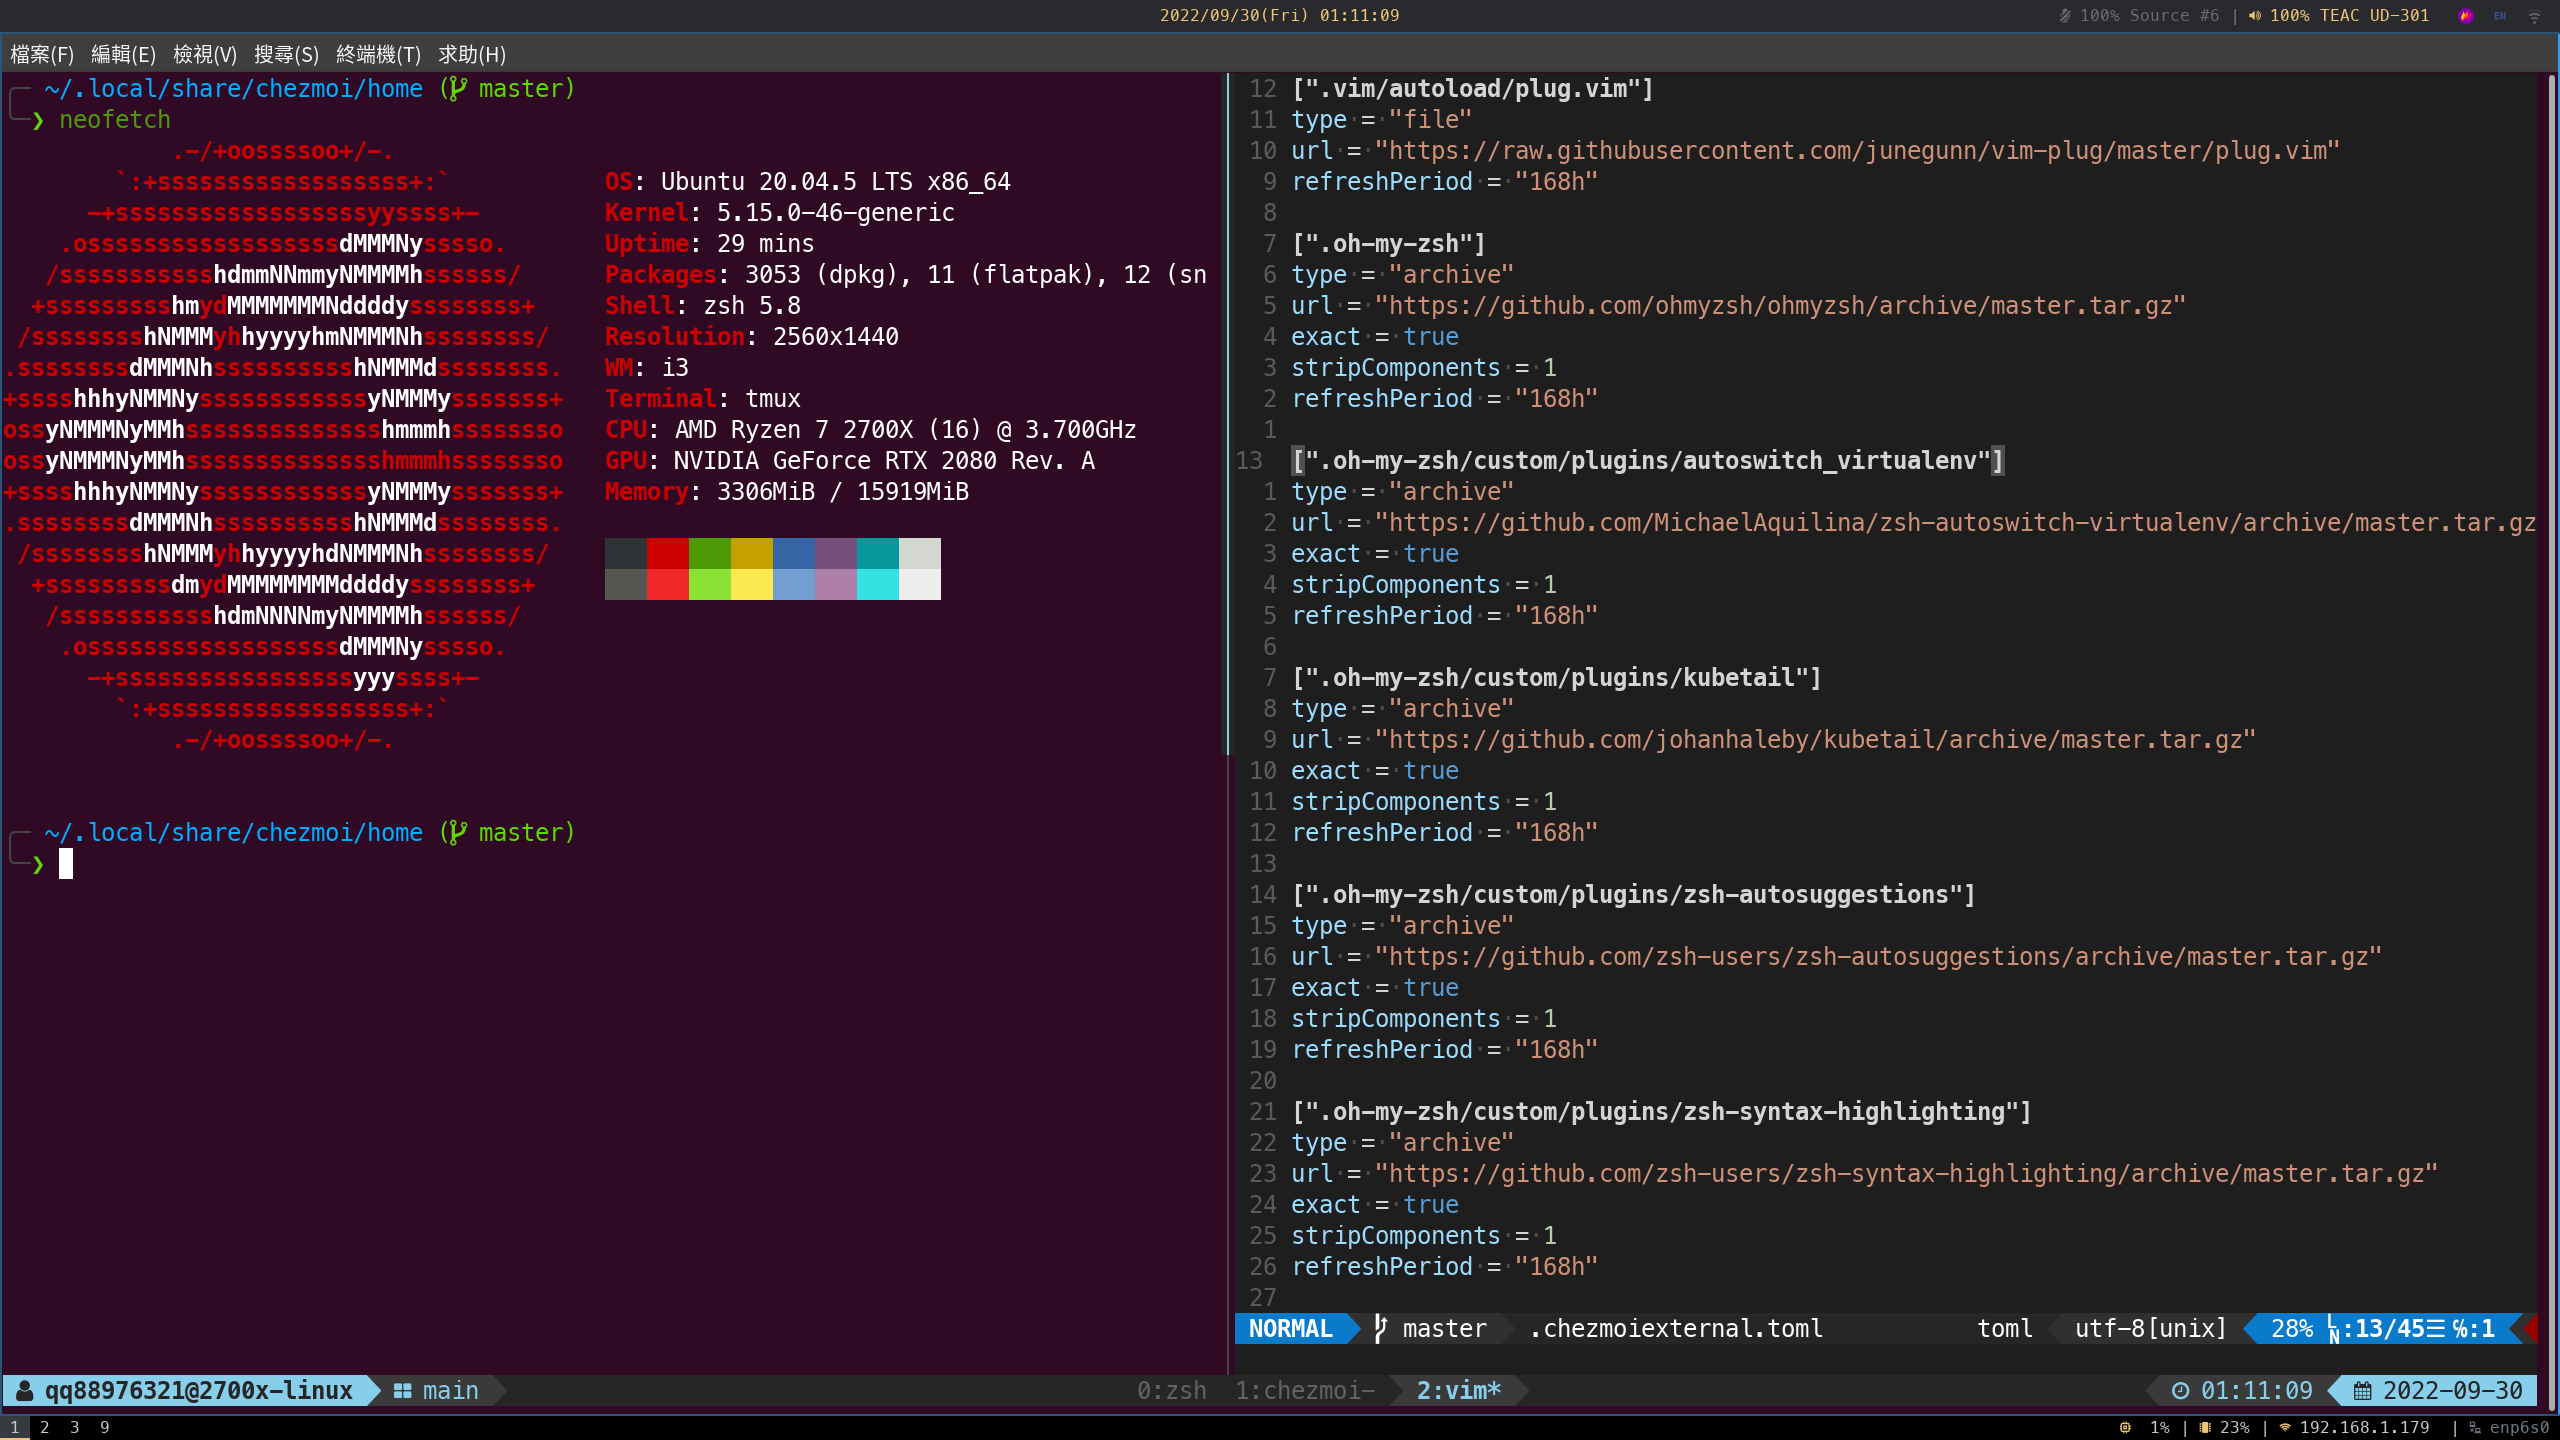 2022/09/30(Fri) 01:11:09
100% Source #6 | 100% TEAC UD-301 EN
檔案(F) 編輯(E) 檢視(V) 搜尋(S) 終端機(T) 求助(H)
~/.local/share/chezmoi/home ( master)
❯ neofetch
.-/+oossssoo+/-.
`:+ssssssssssssssssss+:`
-+ssssssssssssssssssyyssss+-
.ossssssssssssssssssdMMMNysssso.
/ssssssssssshdmmNNmmyNMMMMhssssss/
+ssssssssshmydMMMMMMMNddddyssssssss+
/sssssssshNMMMyhhyyyyhmNMMMNhssssssss/
.ssssssssdMMMNhsssssssssshNMMMdssssssss.
+sssshhhyNMMNyssssssssssssyNMMMysssssss+
ossyNMMMNyMMhsssssssssssssshmmmhssssssso
ossyNMMMNyMMhsssssssssssssshmmmhssssssso
+sssshhhyNMMNyssssssssssssyNMMMysssssss+
.ssssssssdMMMNhsssssssssshNMMMdssssssss.
/sssssssshNMMMyhhyyyyhdNMMMNhssssssss/
+sssssssssdmydMMMMMMMMddddyssssssss+
/ssssssssssshdmNNNNmyNMMMMhssssss/
.ossssssssssssssssssdMMMNysssso.
-+sssssssssssssssssyyyssss+-
`:+ssssssssssssssssss+:`
.-/+oossssoo+/-.
OS: Ubuntu 20.04.5 LTS x86_64
Kernel: 5.15.0-46-generic
Uptime: 29 mins
Packages: 3053 (dpkg), 11 (flatpak), 12 (sn
Shell: zsh 5.8
Resolution: 2560x1440
WM: i3
Terminal: tmux
CPU: AMD Ryzen 7 2700X (16) @ 3.700GHz
GPU: NVIDIA GeForce RTX 2080 Rev. A
Memory: 3306MiB / 15919MiB
~/.local/share/chezmoi/home ( master)
❯
12 [".vim/autoload/plug.vim"]
11 type = "file"
10 url = "https://raw.githubusercontent.com/junegunn/vim-plug/master/plug.vim"
9 refreshPeriod = "168h"
8
7 [".oh-my-zsh"]
6 type = "archive"
5 url = "https://github.com/ohmyzsh/ohmyzsh/archive/master.tar.gz"
4 exact = true
3 stripComponents = 1
2 refreshPeriod = "168h"
1
13 [".oh-my-zsh/custom/plugins/autoswitch_virtualenv"]
1 type = "archive"
2 url = "https://github.com/MichaelAquilina/zsh-autoswitch-virtualenv/archive/master.tar.gz
3 exact = true
4 stripComponents = 1
5 refreshPeriod = "168h"
6
7 [".oh-my-zsh/custom/plugins/kubetail"]
8 type = "archive"
9 url = "https://github.com/johanhaleby/kubetail/archive/master.tar.gz"
10 exact = true
11 stripComponents = 1
12 refreshPeriod = "168h"
13
14 [".oh-my-zsh/custom/plugins/zsh-autosuggestions"]
15 type = "archive"
16 url = "https://github.com/zsh-users/zsh-autosuggestions/archive/master.tar.gz"
17 exact = true
18 stripComponents = 1
19 refreshPeriod = "168h"
20
21 [".oh-my-zsh/custom/plugins/zsh-syntax-highlighting"]
22 type = "archive"
23 url = "https://github.com/zsh-users/zsh-syntax-highlighting/archive/master.tar.gz"
24 exact = true
25 stripComponents = 1
26 refreshPeriod = "168h"
27
NORMAL master .chezmoiexternal.toml toml utf-8[unix] 28% LN:13/45☰ ℅:1
qq88976321@2700x-linux main 0:zsh 1:chezmoi- 2:vim* 01:11:09 2022-09-30
1 2 3 9 1% | 23% | 192.168.1.179 | enp6s0